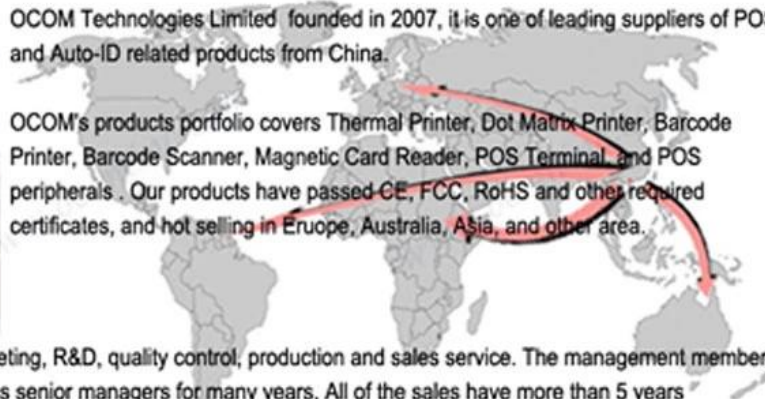 OCOM Technologies Limited founded in 2007, it is one of leading suppliers of POS
and Auto-ID related products from China.
OCOM's products portfolio covers Thermal Printer, Dot Matrix Printer, Barcode
Printer, Barcode Scanner, Magnetic Card Reader, POS Terminal and POS
peripherals . Our products have passed CE, FCC, RoHS and other required
certificates, and hot selling in Eruope, Australia, Asia, and other area.
R&D, quality control, production and sales service. The management member
senior managers for many years. All of the sales have more than 5 years